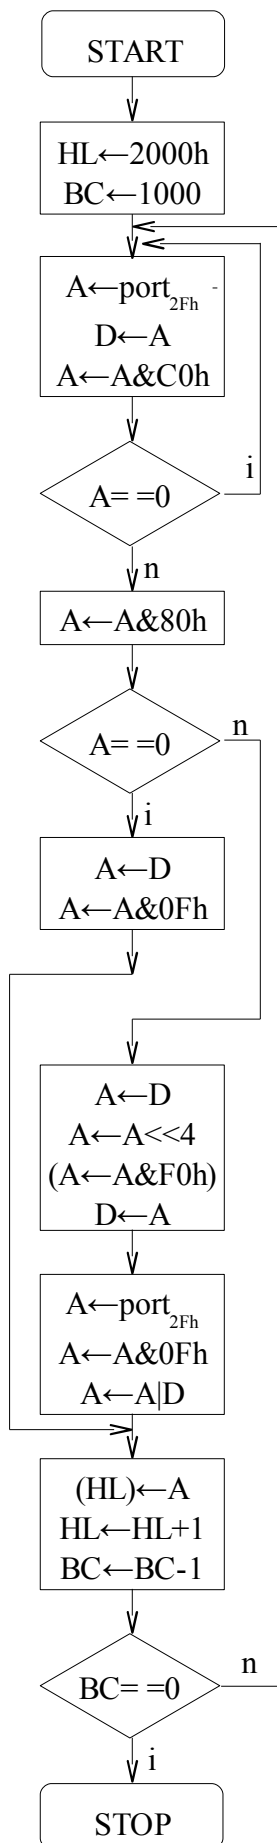 START
HL←2000h
BC←1000
A←port₂Fₕ
D←A
A←A&C0h
A= =0
i
n
A←A&80h
A= =0
n
i
A←D
A←A&0Fh
A←D
A←A<<4
(A←A&F0h)
D←A
A←port₂Fₕ
A←A&0Fh
A←A|D
(HL)←A
HL←HL+1
BC←BC-1
BC= =0
n
i
STOP